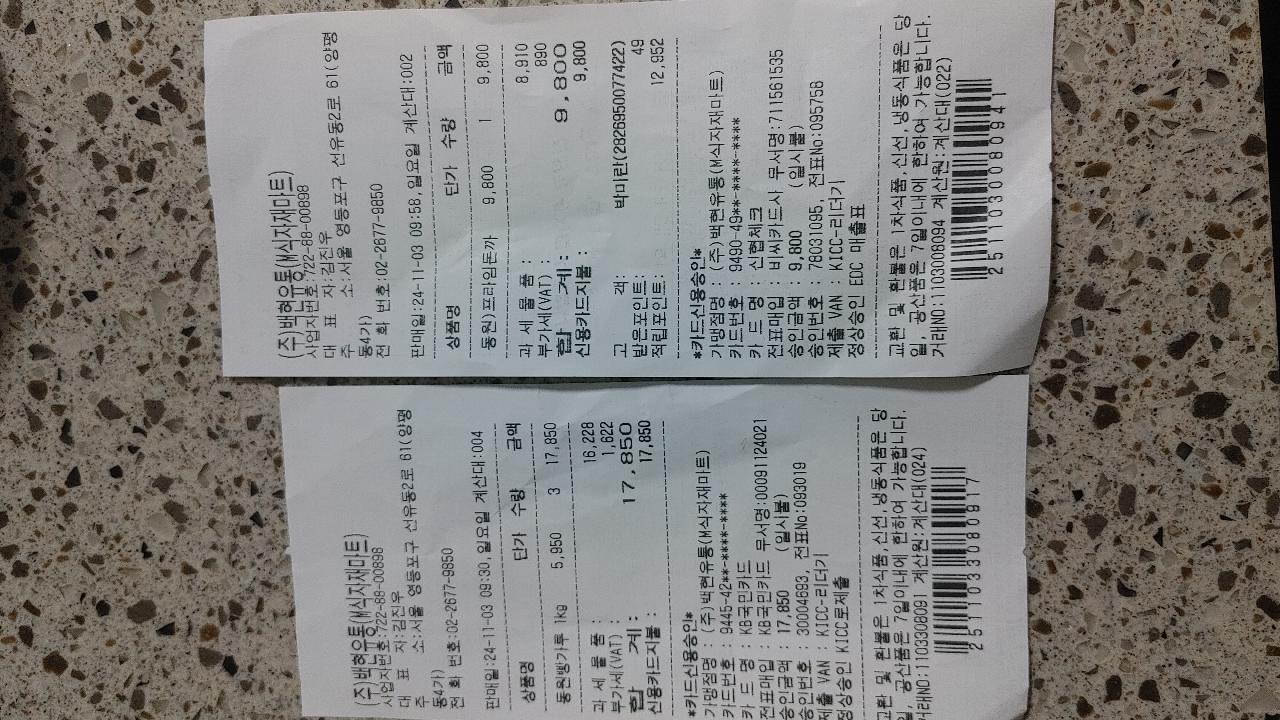 (주)박현유통(M식자재마트)
사업자번호:722-88-00898
대 표 자:김진우
주 소:서울 영등포구 선유동2로 61(양평
동4가)
전 화 번호:02-2677-9850
판매일:24-11-03 09:58,일요일 계산대:002
상품명 단가 수량 금액
동원)프라임돈까 9,800 1 9,800
과 세 물 품: 8,910
부가세(VAT): 890
합 계: 9,800
신용카드지불: 9,800
고 객: 박미란(2826950077422)
남은포인트: 49
적립포인트: 12,952
*카드신용승인*
가맹점명 : (주)박현유통(M식자재마트)
카드번호 : 9490-49**-****-****
카 드 명 : 신한체크
전표매입 : 비씨카드사 무서명:711561535
승인금액 : 9,800 (일시불)
승인번호 : 78031095, 전표No:095758
제출 VAN : KICC-리더기
정상승인 EDC 매출표
교환 및 환불은 1차식품,신선,냉동식품은 당
일, 공산품은 7일이내에 한하여 가능합니다.
거래NO:1103008094 계산원:계산대(022)
2511030008094 1
(주)박현유통(M식자재마트)
사업자번호:722-88-00898
대 표 자:김진우
주 소:서울 영등포구 선유동2로 61(양평
동4가)
전 화 번호:02-2677-9850
판매일:24-11-03 09:30,일요일 계산대:004
상품명 단가 수량 금액
동원빵가루 1kg 5,950 3 17,850
과 세 물 품: 16,228
부가세(VAT): 1,622
합 계: 17,850
신용카드지불: 17,850
*카드신용승인*
가맹점명 : (주)박현유통(M식자재마트)
카드번호 : 9445-42**-****-****
카 드 명 : KB국민카드
전표매입 : KB국민카드 무서명:00091124021
승인금액 : 17,850 (일시불)
승인번호 : 30004693, 전표No:093019
제출 VAN : KICC-리더기
정상승인 KICC로제출
교환 및 환불은 1차식품,신선,냉동식품은 당
일, 공산품은 7일이내에 한하여 가능합니다.
거래NO:1103308091 계산원:계산대(024)
2511033080917